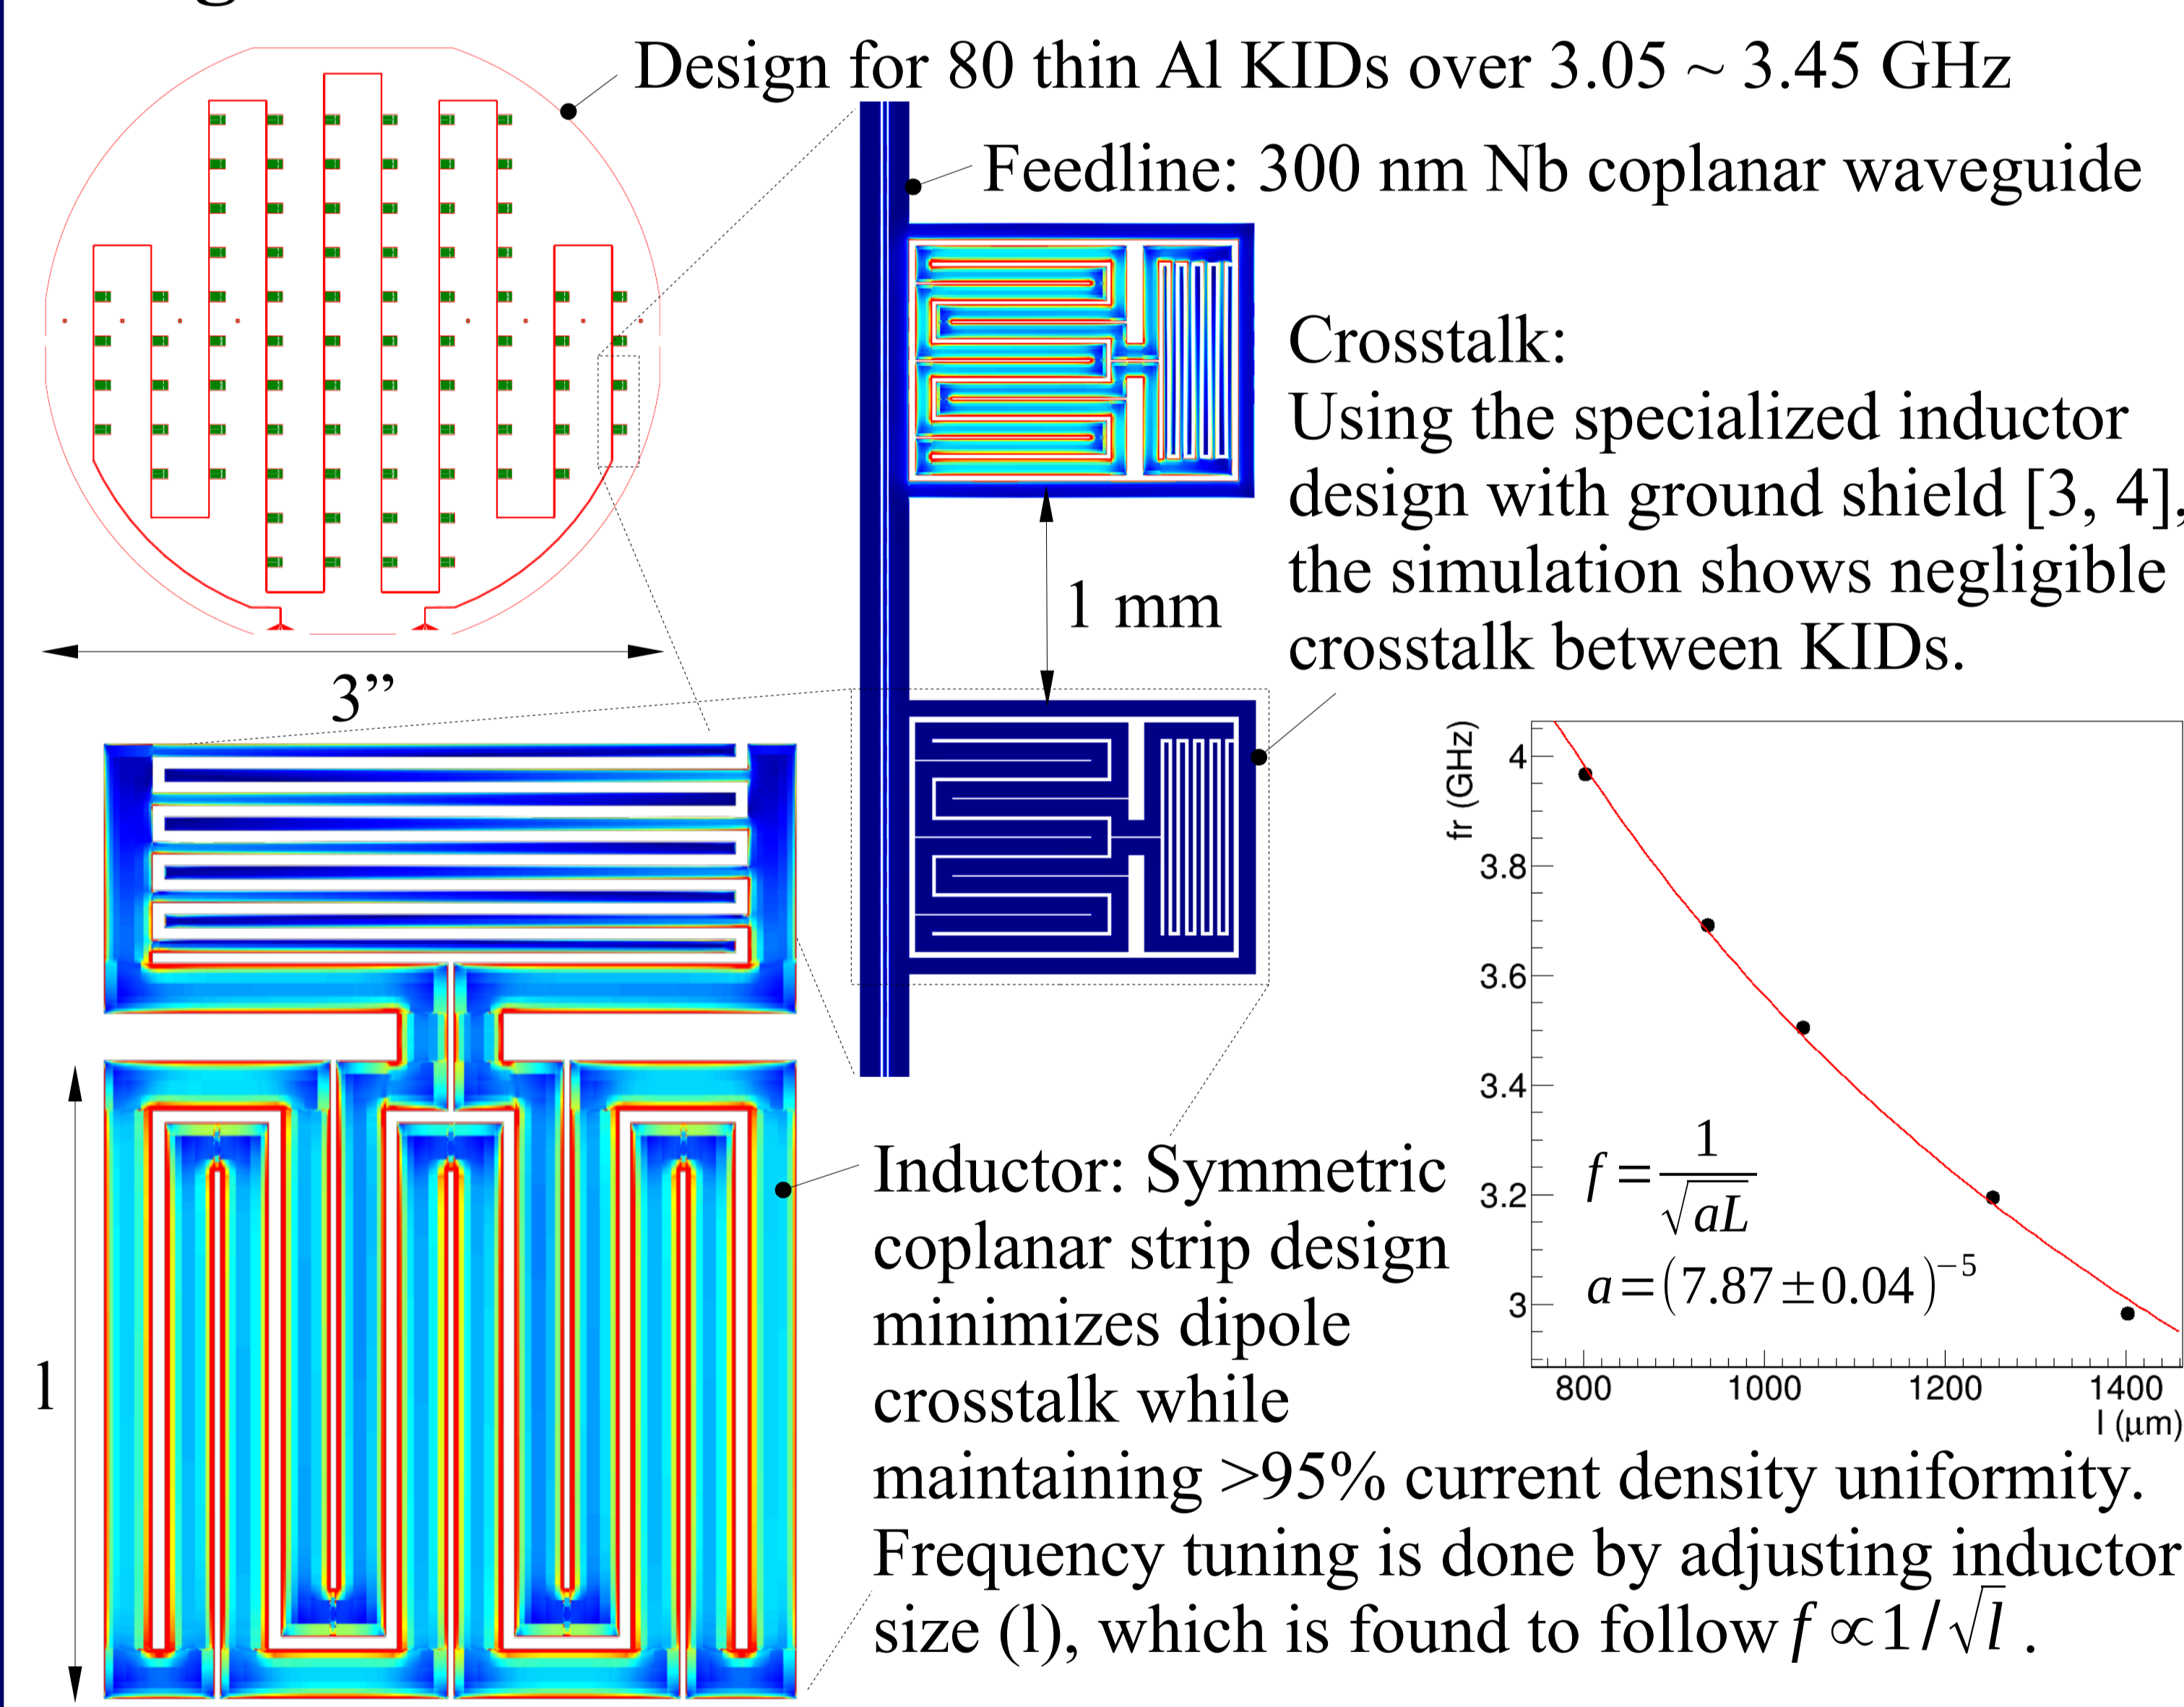 Design for 80 thin Al KIDs over 3.05 ~ 3.45 GHz
Feedline: 300 nm Nb coplanar waveguide
Crosstalk:
Using the specialized inductor
design with ground shield [3, 4],
the simulation shows negligible
crosstalk between KIDs.
1 mm
3”
fr (GHz)
4
3.8
3.6
3.4
3.2
3
f = 1/√aL
a = (7.87 ± 0.04)⁻⁵
800 1000 1200 1400
l (μm)
l
Inductor: Symmetric
coplanar strip design
minimizes dipole
crosstalk while
maintaining >95% current density uniformity.
Frequency tuning is done by adjusting inductor
size (l), which is found to follow f ∝ 1/√l .